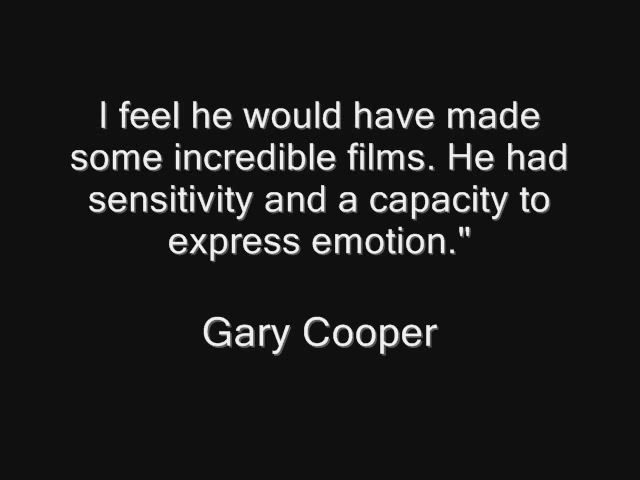 I feel he would have made
some incredible films. He had
sensitivity and a capacity to
express emotion."
Gary Cooper